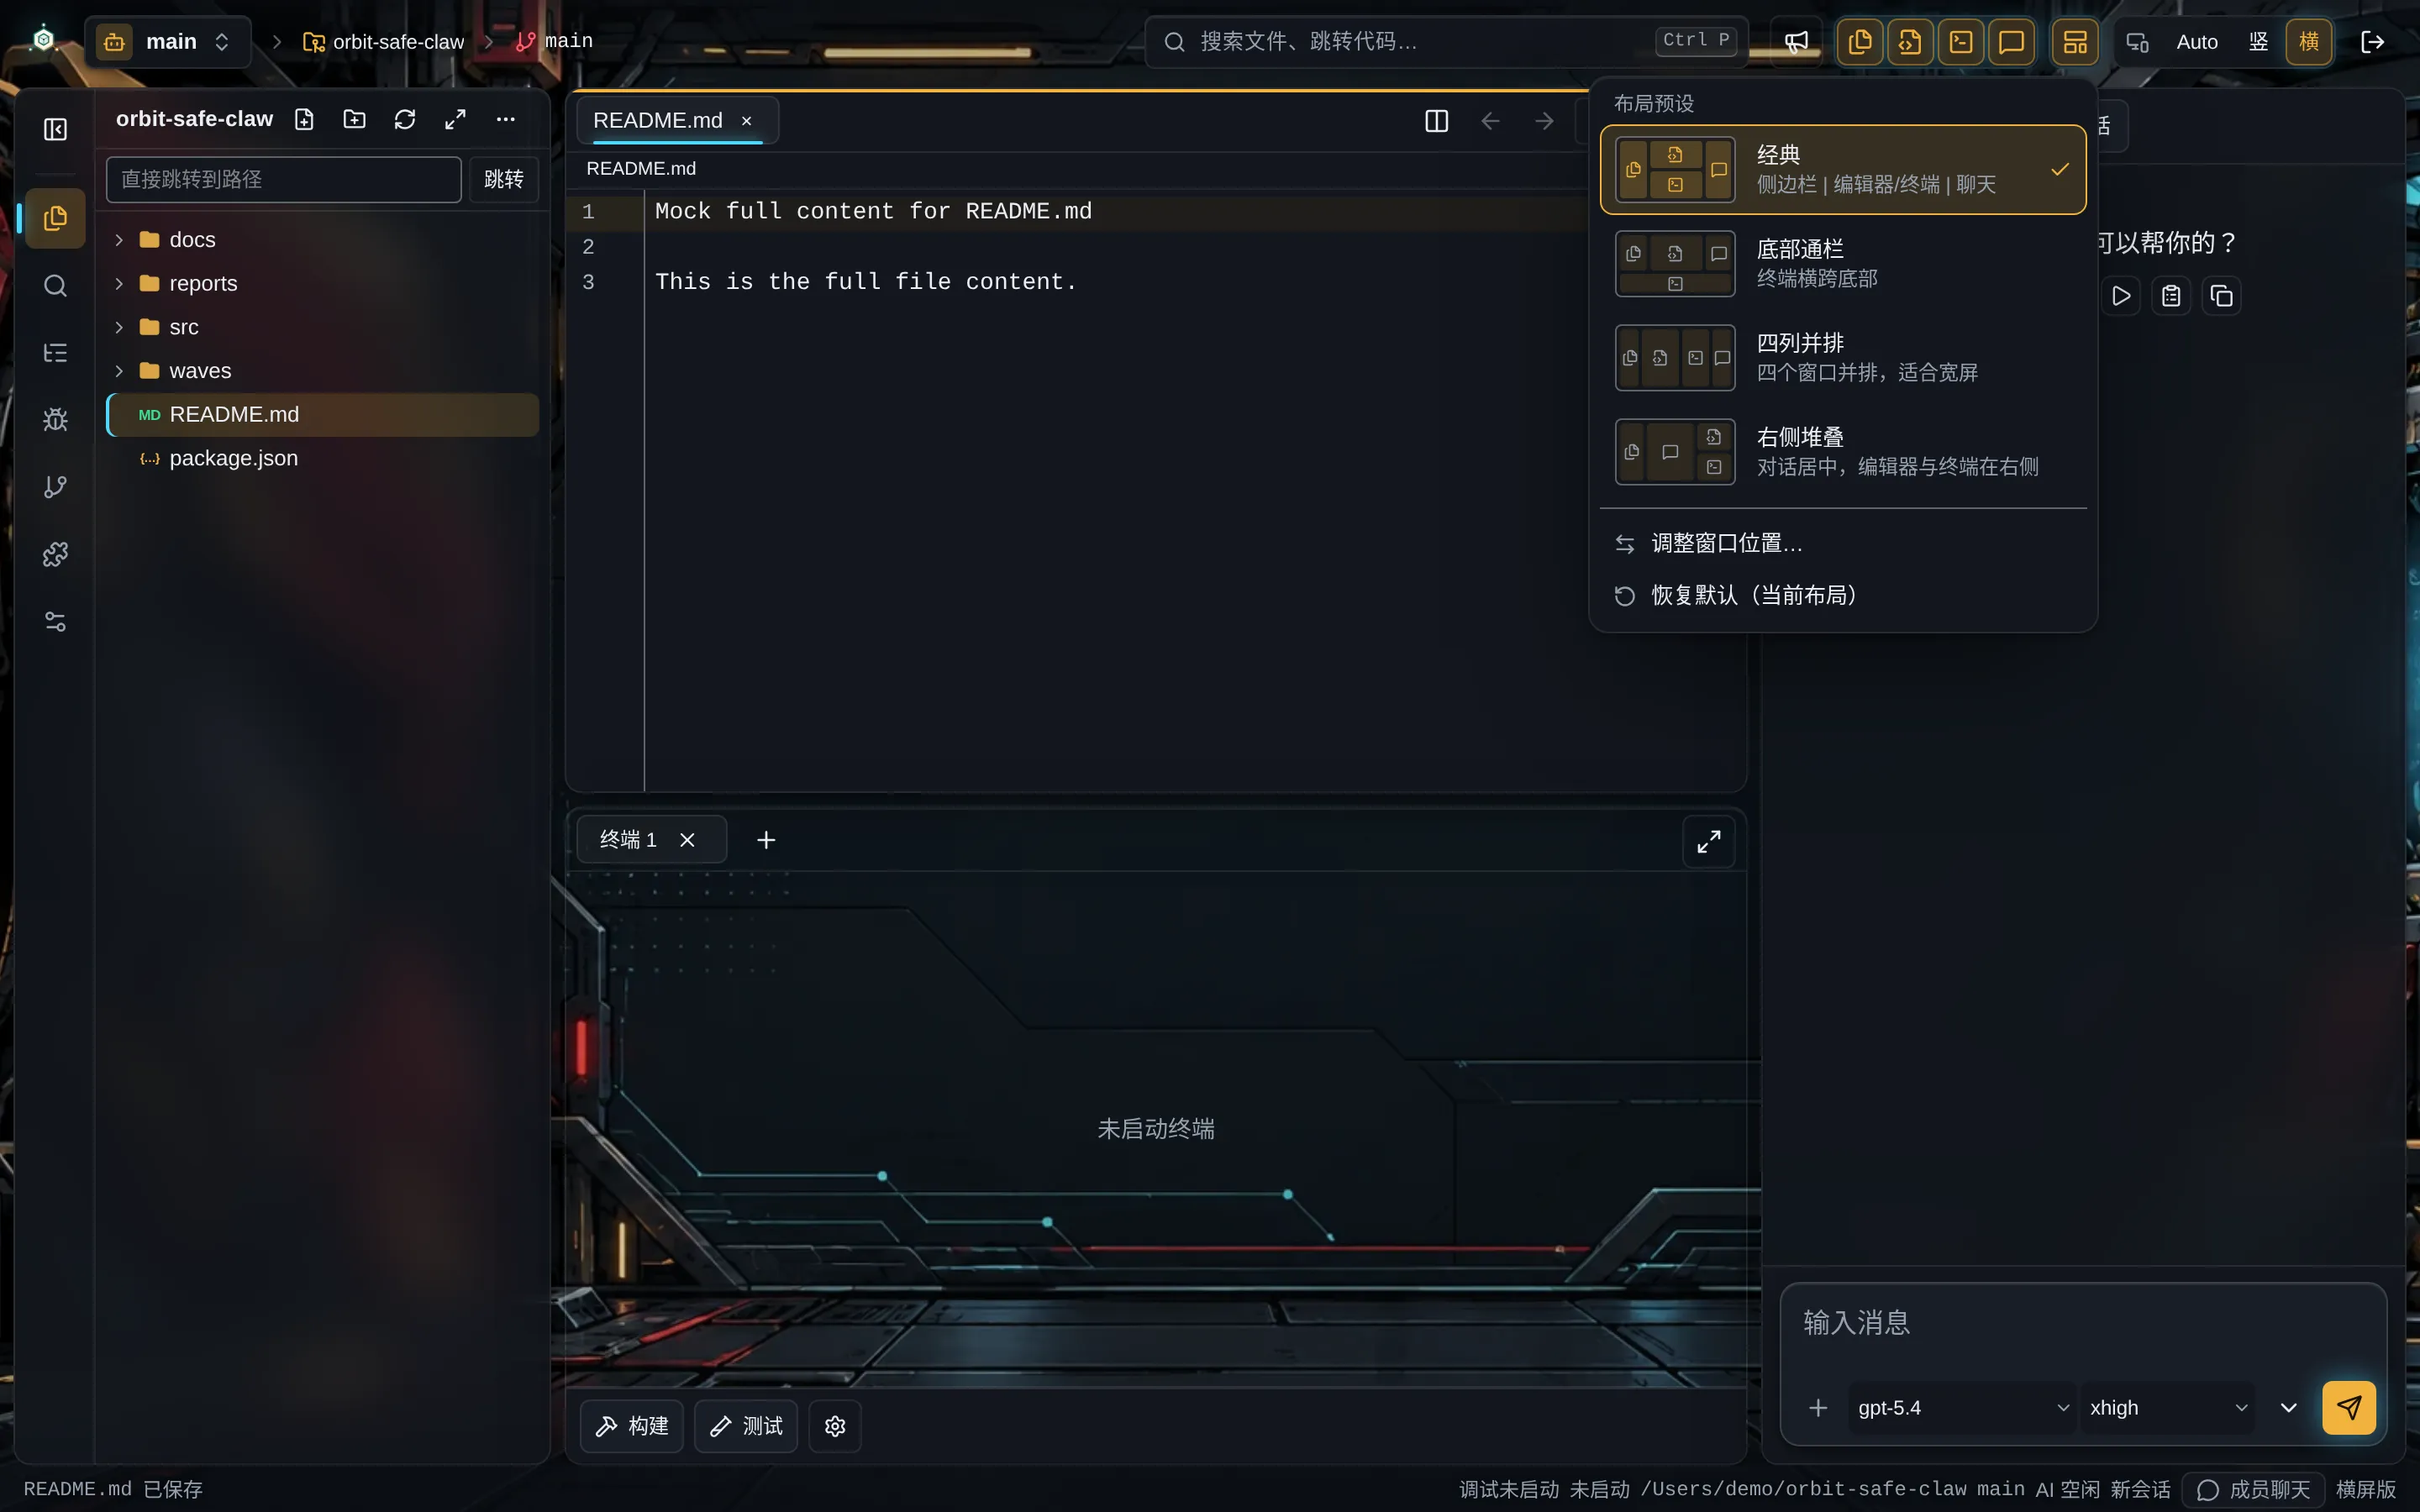 main
orbit-safe-claw
main
搜索文件、跳转代码...
Ctrl P
Auto
竖
横
orbit-safe-claw
直接跳转到路径
跳转
docs
reports
src
waves
MD README.md
{...} package.json
README.md
README.md
1 Mock full content for README.md
2
3 This is the full file content.
布局预设
经典
侧边栏 | 编辑器/终端 | 聊天
底部通栏
终端横跨底部
四列并排
四个窗口并排，适合宽屏
右侧堆叠
对话居中，编辑器与终端在右侧
调整窗口位置...
恢复默认（当前布局）
可以帮你的？
终端 1
未启动终端
构建
测试
输入消息
gpt-5.4
xhigh
README.md 已保存
调试未启动 未启动 /Users/demo/orbit-safe-claw main AI 空闲 新会话
成员聊天
横屏版